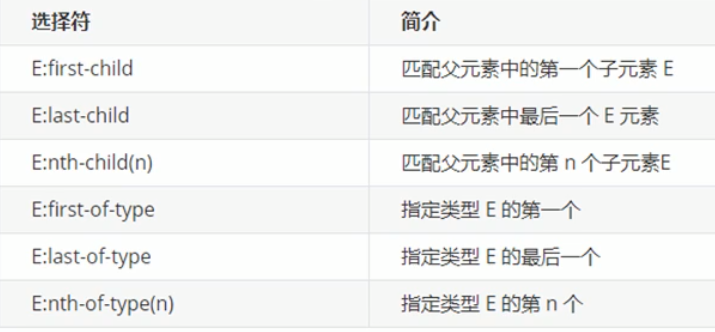 选择符 简介
E:first-child 匹配父元素中的第一个子元素 E
E:last-child 匹配父元素中最后一个 E 元素
E:nth-child(n) 匹配父元素中的第 n 个子元素E
E:first-of-type 指定类型 E 的第一个
E:last-of-type 指定类型 E 的最后一个
E:nth-of-type(n) 指定类型 E 的第 n 个